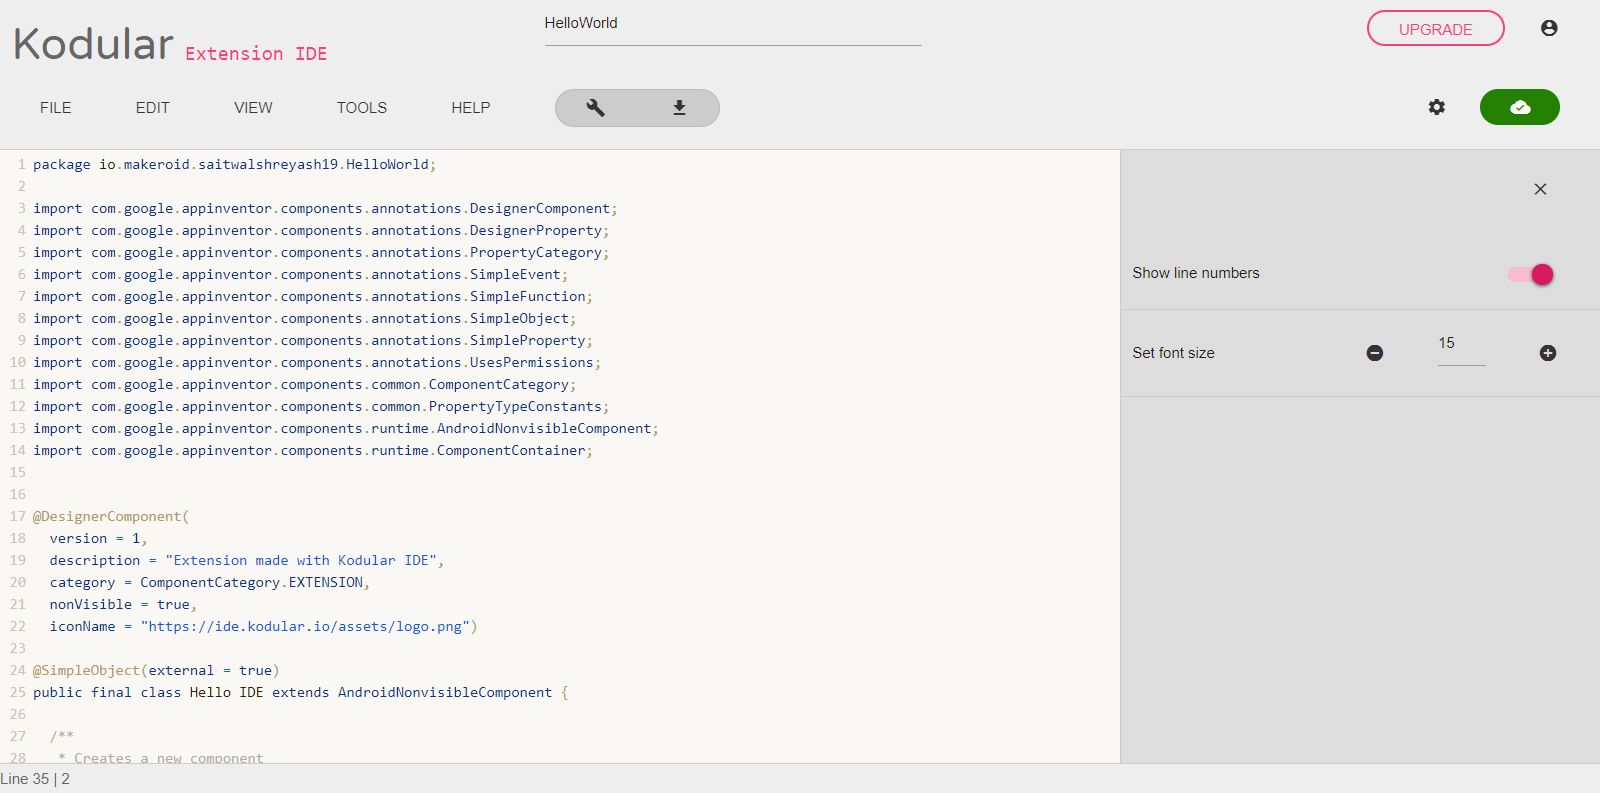 Kodular Extension IDE
HelloWorld
UPGRADE
FILE EDIT VIEW TOOLS HELP
1 package io.makeroid.saitwalshreyash19.HelloWorld;
2
3 import com.google.appinventor.components.annotations.DesignerComponent;
4 import com.google.appinventor.components.annotations.DesignerProperty;
5 import com.google.appinventor.components.annotations.PropertyCategory;
6 import com.google.appinventor.components.annotations.SimpleEvent;
7 import com.google.appinventor.components.annotations.SimpleFunction;
8 import com.google.appinventor.components.annotations.SimpleObject;
9 import com.google.appinventor.components.annotations.SimpleProperty;
10 import com.google.appinventor.components.annotations.UsesPermissions;
11 import com.google.appinventor.components.common.ComponentCategory;
12 import com.google.appinventor.components.common.PropertyTypeConstants;
13 import com.google.appinventor.components.runtime.AndroidNonvisibleComponent;
14 import com.google.appinventor.components.runtime.ComponentContainer;
15
16
17 @DesignerComponent(
18 version = 1,
19 description = "Extension made with Kodular IDE",
20 category = ComponentCategory.EXTENSION,
21 nonVisible = true,
22 iconName = "https://ide.kodular.io/assets/logo.png")
23
24 @SimpleObject(external = true)
25 public final class Hello IDE extends AndroidNonvisibleComponent {
26
27 /**
28 * Creates a new component
Show line numbers
Set font size 15
Line 35 | 2